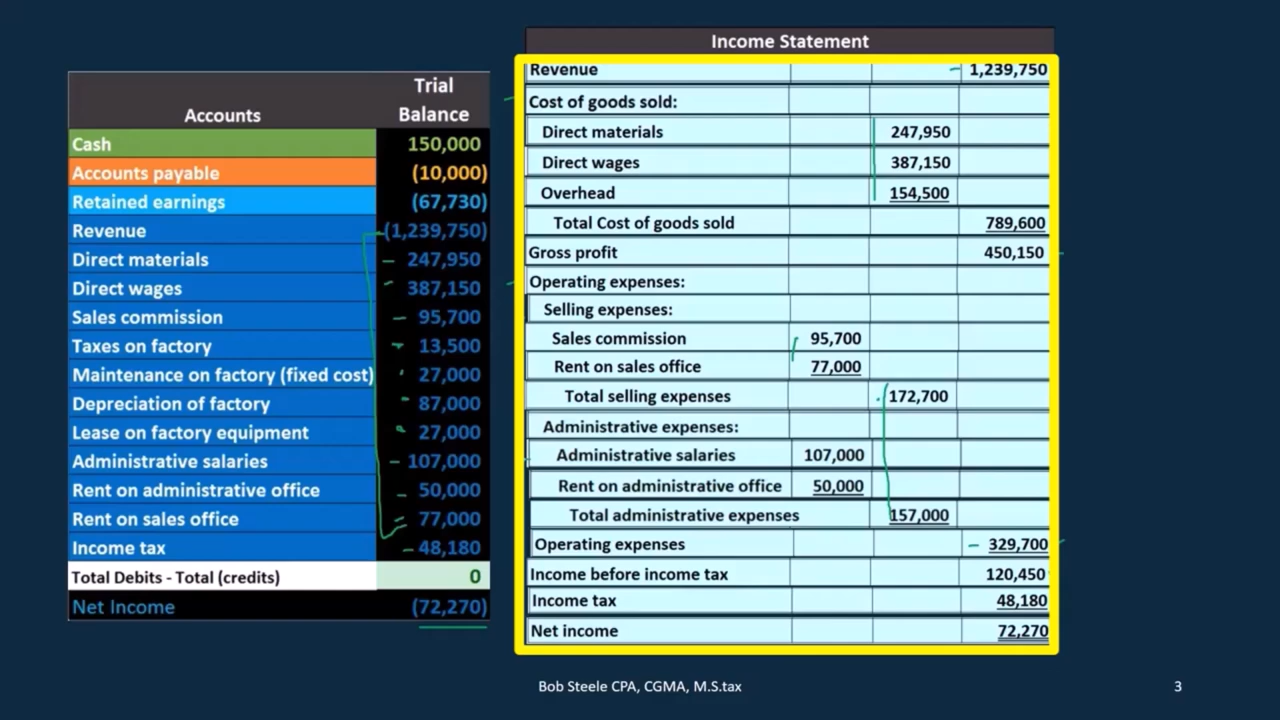 Accounts Trial Balance
Cash 150,000
Accounts payable (10,000)
Retained earnings (67,730)
Revenue (1,239,750)
Direct materials 247,950
Direct wages 387,150
Sales commission 95,700
Taxes on factory 13,500
Maintenance on factory (fixed cost) 27,000
Depreciation of factory 87,000
Lease on factory equipment 27,000
Administrative salaries 107,000
Rent on administrative office 50,000
Rent on sales office 77,000
Income tax 48,180
Total Debits - Total (credits) 0
Net Income (72,270)
Income Statement
Revenue 1,239,750
Cost of goods sold:
Direct materials 247,950
Direct wages 387,150
Overhead 154,500
Total Cost of goods sold 789,600
Gross profit 450,150
Operating expenses:
Selling expenses:
Sales commission 95,700
Rent on sales office 77,000
Total selling expenses 172,700
Administrative expenses:
Administrative salaries 107,000
Rent on administrative office 50,000
Total administrative expenses 157,000
Operating expenses 329,700
Income before income tax 120,450
Income tax 48,180
Net income 72,270
Bob Steele CPA, CGMA, M.S.tax
3